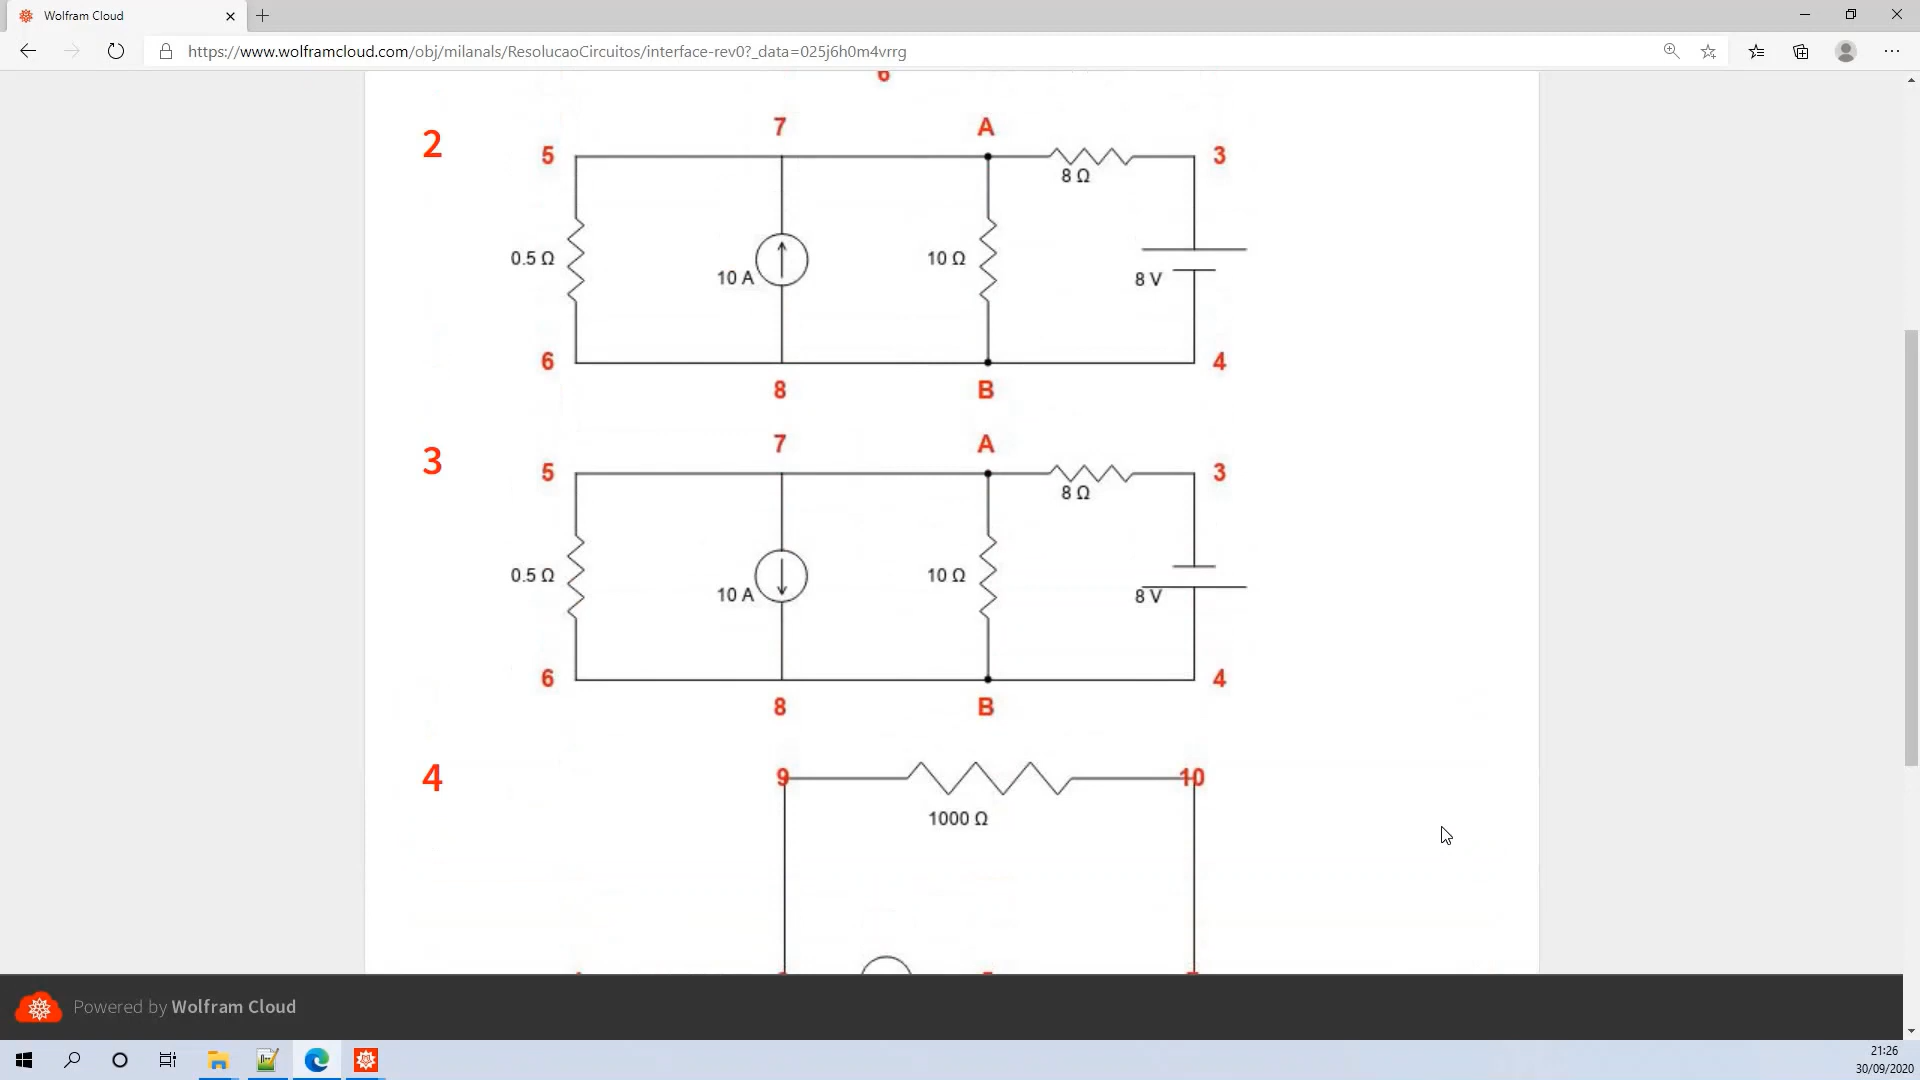 Wolfram Cloud
https://www.wolframcloud.com/obj/milanals/ResolucaoCircuitos/interface-rev0?_data=025j6h0m4vrrg
6
2
7 A
5 3
8 Ω
0.5 Ω 10 A 10 Ω 8 V
6 4
8 B
3
7 A
5 3
8 Ω
0.5 Ω 10 A 10 Ω 8 V
6 4
8 B
4
9 10
1000 Ω
Powered by Wolfram Cloud
21:26
30/09/2020